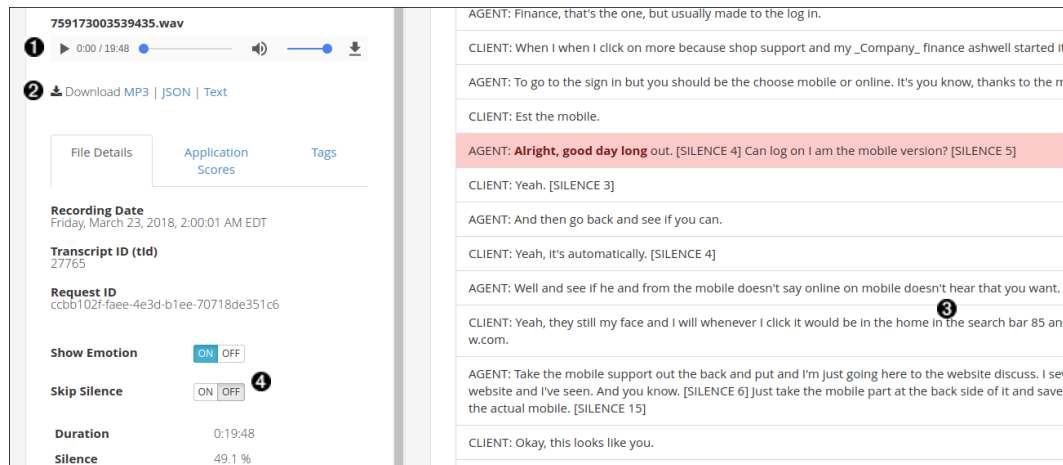 759173003539435.wav
1
0:00 / 19:48
2 Download MP3 | JSON | Text
File Details
Application
Scores
Tags
Recording Date
Friday, March 23, 2018, 2:00:01 AM EDT
Transcript ID (tId)
27765
Request ID
ccbb102f-faee-4e3d-b1ee-70718de351c6
Show Emotion ON OFF
4
Skip Silence ON OFF
Duration 0:19:48
Silence 49.1 %
AGENT: Finance, that's the one, but usually made to the log in.
CLIENT: When I when I click on more because shop support and my _Company_ finance ashwell started
AGENT: To go to the sign in but you should be the choose mobile or online. It's you know, thanks to the
CLIENT: Est the mobile.
AGENT: Alright, good day long out. [SILENCE 4] Can log on I am the mobile version? [SILENCE 5]
CLIENT: Yeah. [SILENCE 3]
AGENT: And then go back and see if you can.
CLIENT: Yeah, it's automatically. [SILENCE 4]
AGENT: Well and see if he and from the mobile doesn't say online on mobile doesn't hear that you want.
3
CLIENT: Yeah, they still my face and I will whenever I click it would be in the home in the search bar 85
w.com.
AGENT: Take the mobile support out the back and put and I'm just going here to the website discuss. I
website and I've seen. And you know. [SILENCE 6] Just take the mobile part at the back side of it and save
the actual mobile. [SILENCE 15]
CLIENT: Okay, this looks like you.